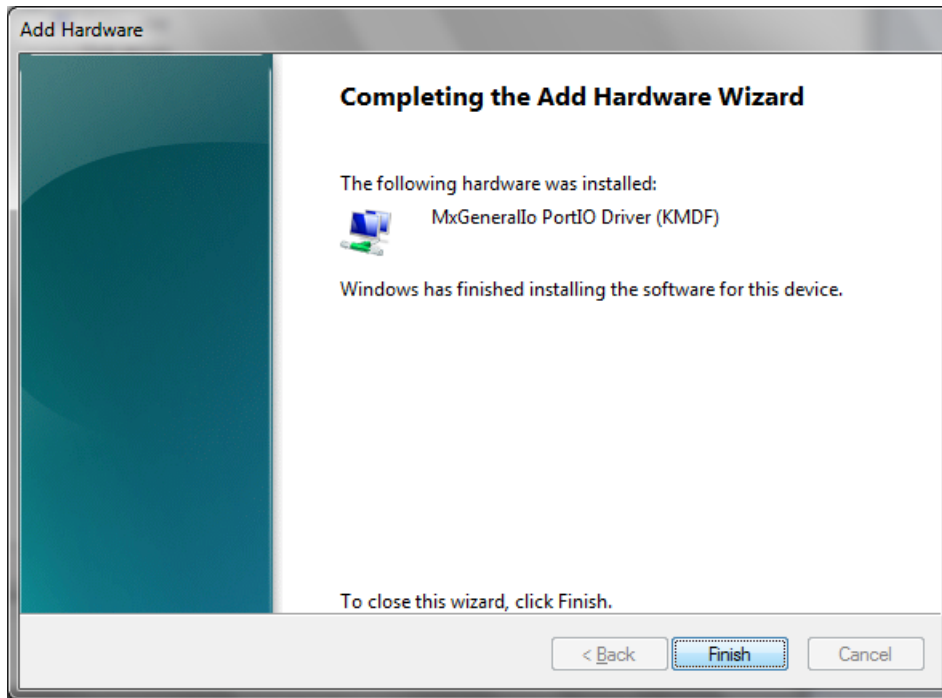 Add Hardware
Completing the Add Hardware Wizard
The following hardware was installed:
MxGeneralIo PortIO Driver (KMDF)
Windows has finished installing the software for this device.
To close this wizard, click Finish.
< Back Finish Cancel